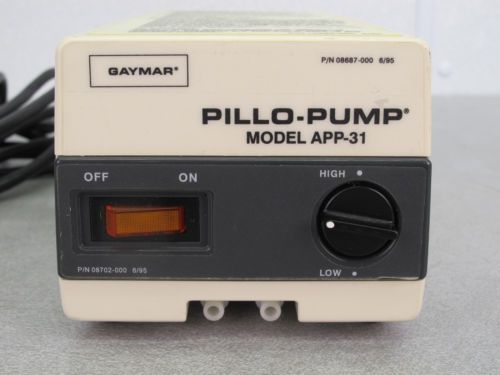 GAYMAR®
P/N 08687-000 6/95
PILLO-PUMP®
MODEL APP-31
OFF ON
HIGH
LOW
P/N 08702-000 6/95